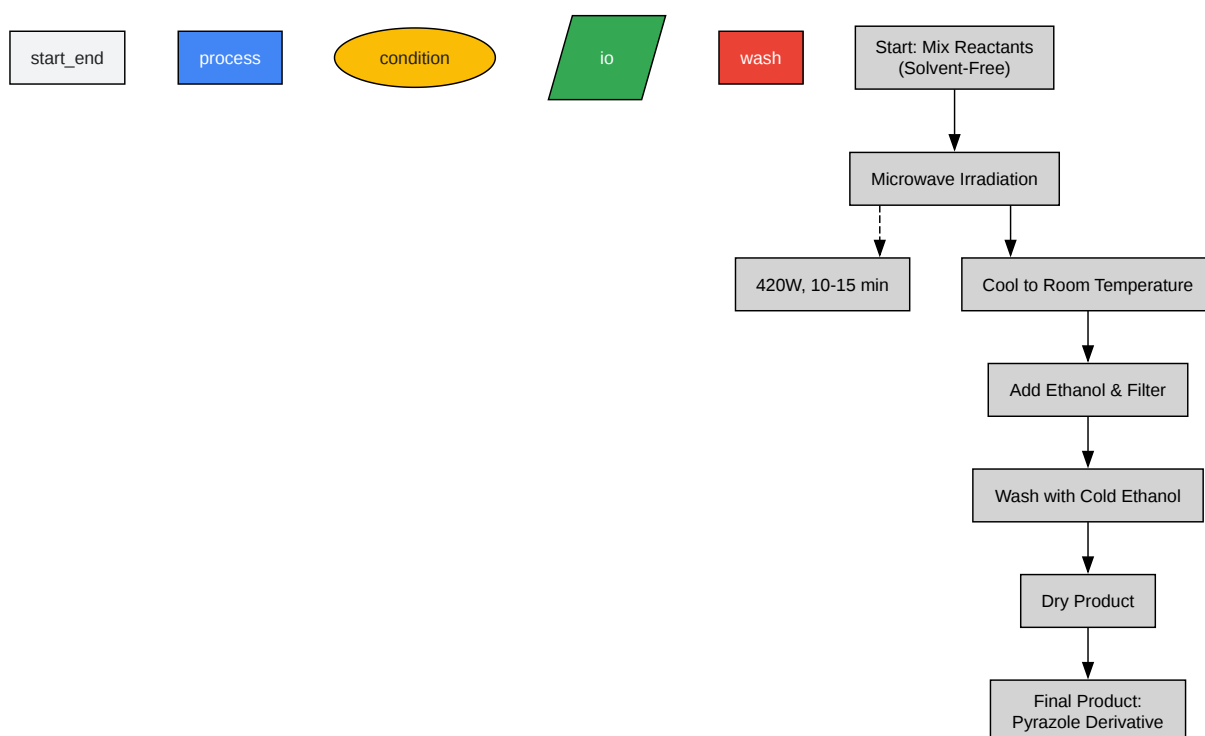 start_end
process
condition
io
wash
Start: Mix Reactants
(Solvent-Free)
Microwave Irradiation
420W, 10-15 min
Cool to Room Temperature
Add Ethanol & Filter
Wash with Cold Ethanol
Dry Product
Final Product:
Pyrazole Derivative